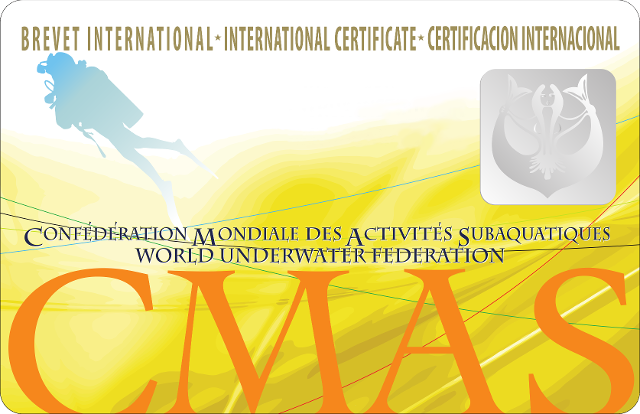 BREVET INTERNATIONAL * INTERNATIONAL CERTIFICATE * CERTIFICACION INTERNACIONAL
CONFÉDÉRATION MONDIALE DES ACTIVITÉS SUBAQUATIQUES
WORLD UNDERWATER FEDERATION
CMAS